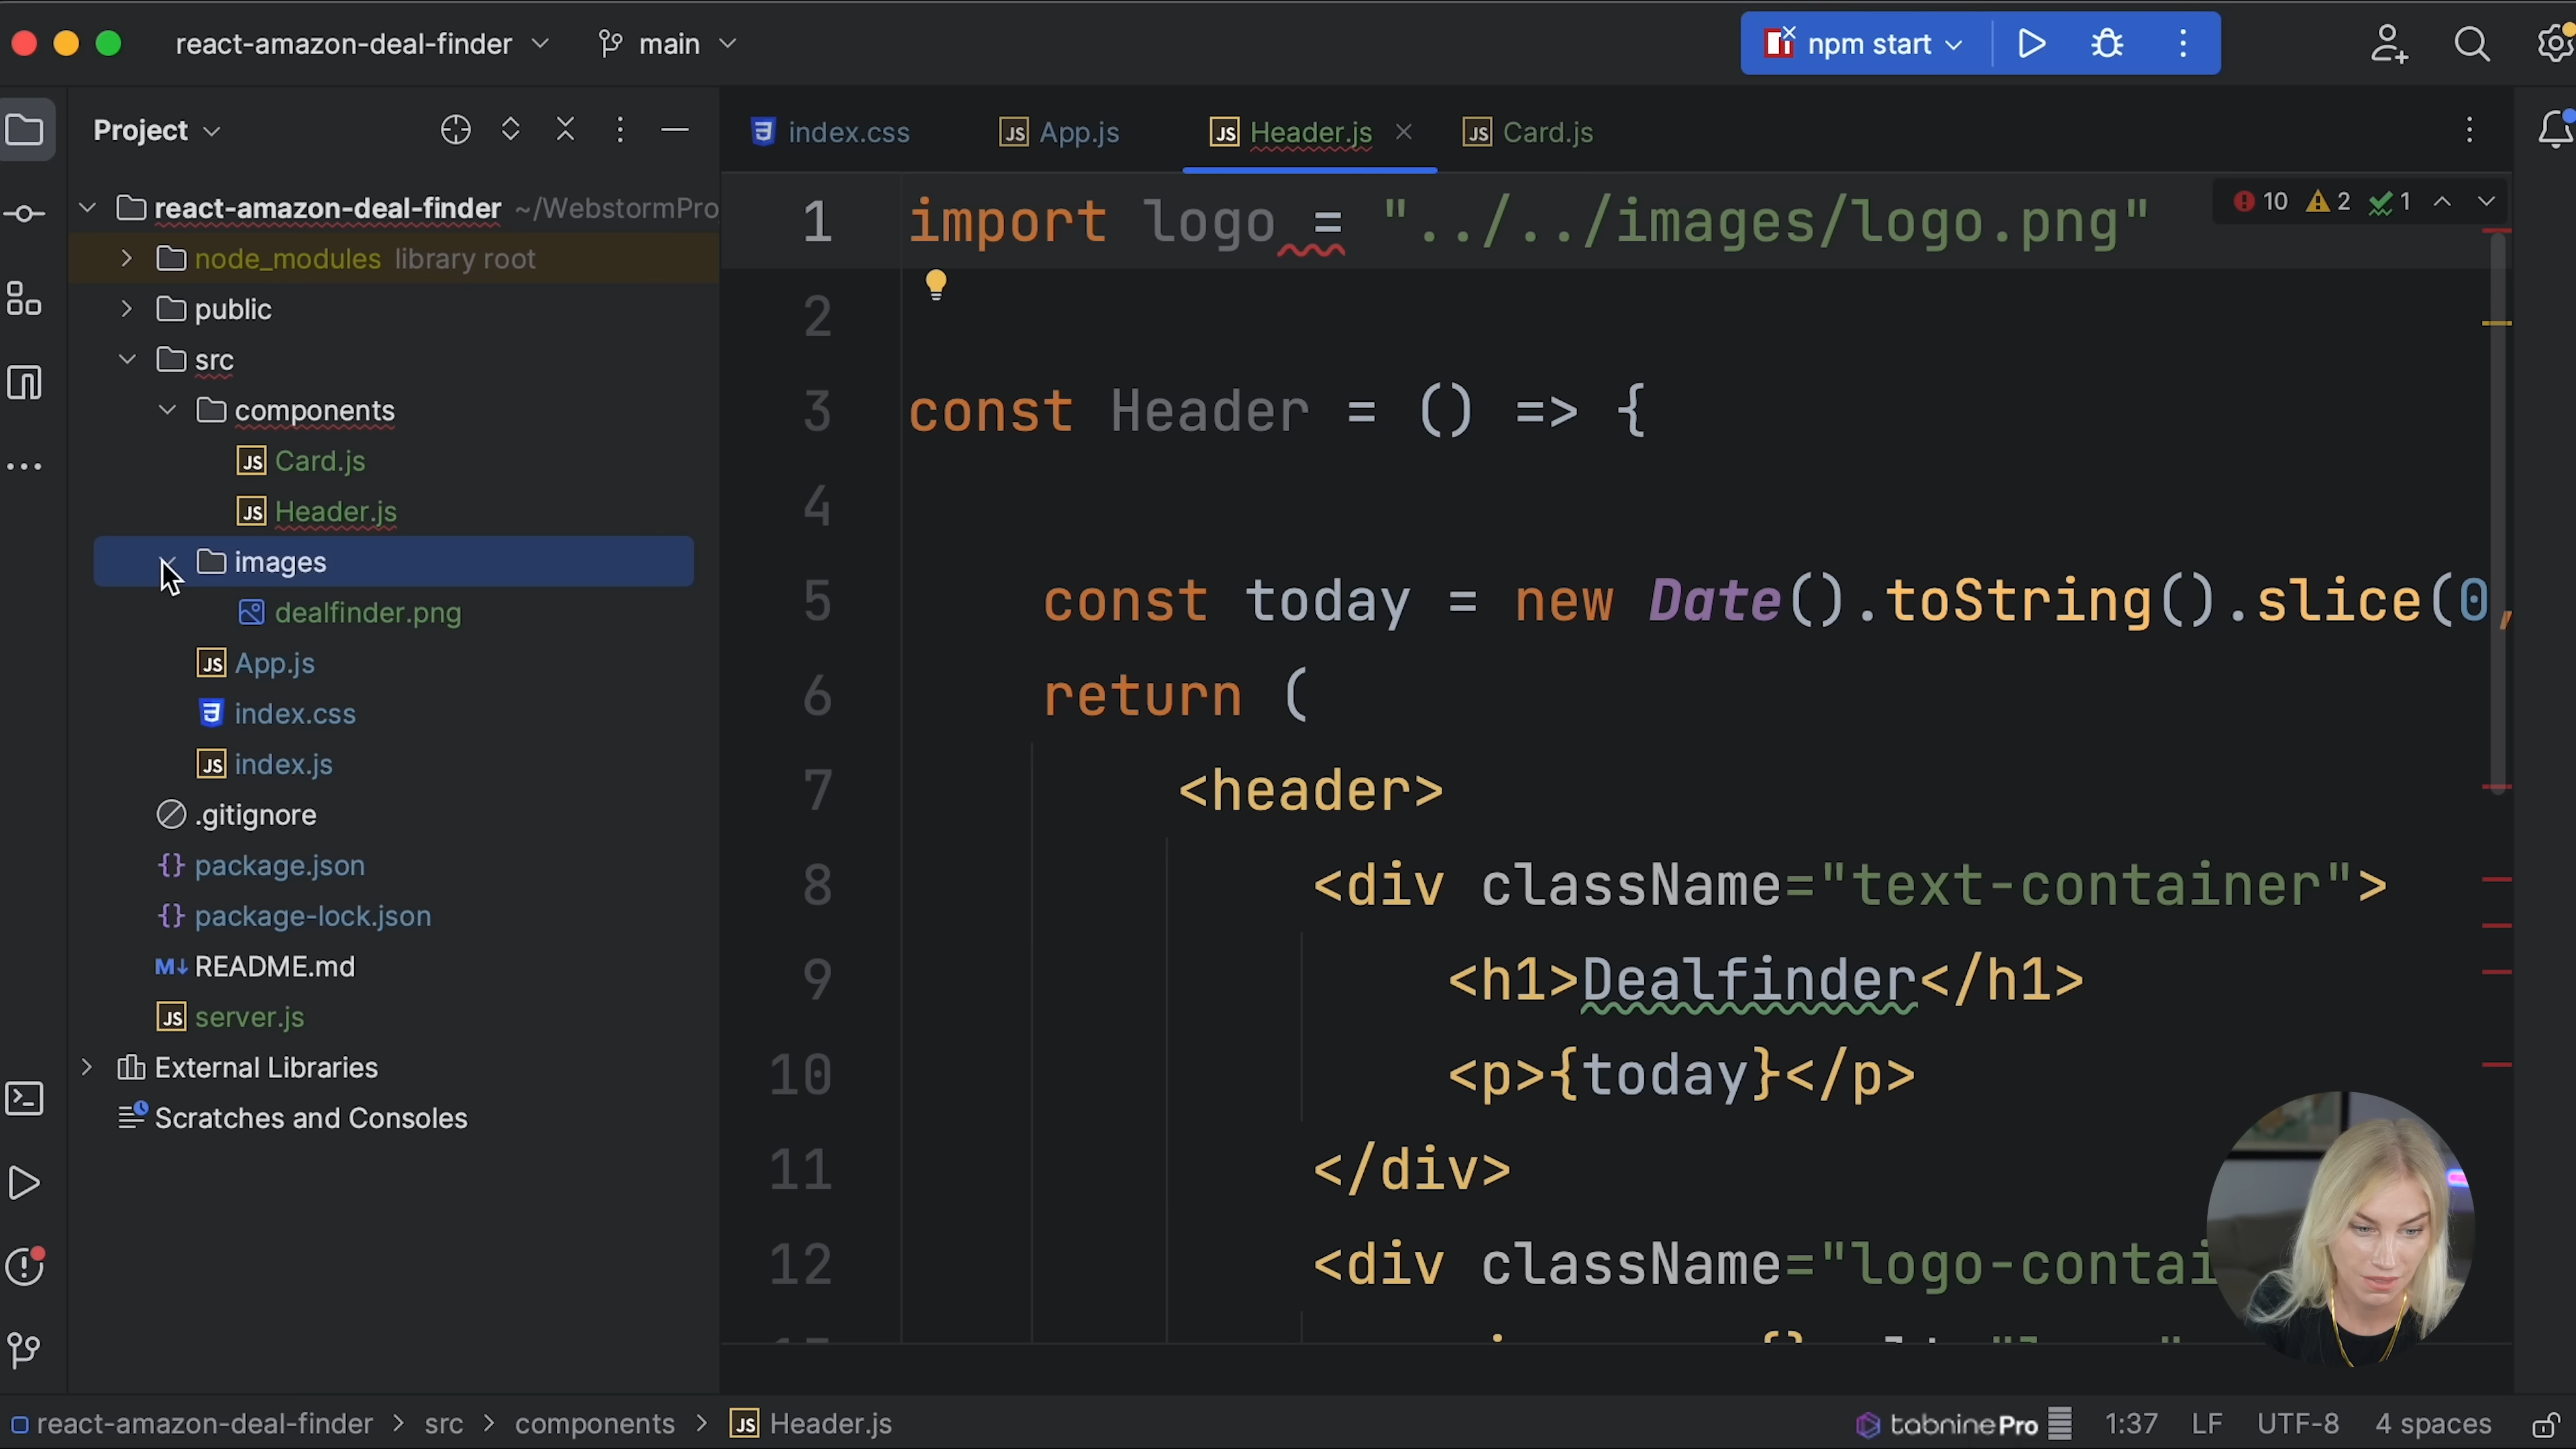 react-amazon-deal-finder
main
npm start
Project
index.css
App.js
Header.js
Card.js
react-amazon-deal-finder ~/WebstormPro
node_modules library root
public
src
components
Card.js
Header.js
images
dealfinder.png
App.js
index.css
index.js
.gitignore
package.json
package-lock.json
README.md
server.js
External Libraries
Scratches and Consoles
10 2 1
1 import logo = "../../images/logo.png"
2
3 const Header = () => {
4
5 const today = new Date().toString().slice(0,
6 return (
7 <header>
8 <div className="text-container">
9 <h1>Dealfinder</h1>
10 <p>{today}</p>
11 </div>
12 <div className="logo-contai
react-amazon-deal-finder > src > components > Header.js
tabnine Pro 1:37 LF UTF-8 4 spaces